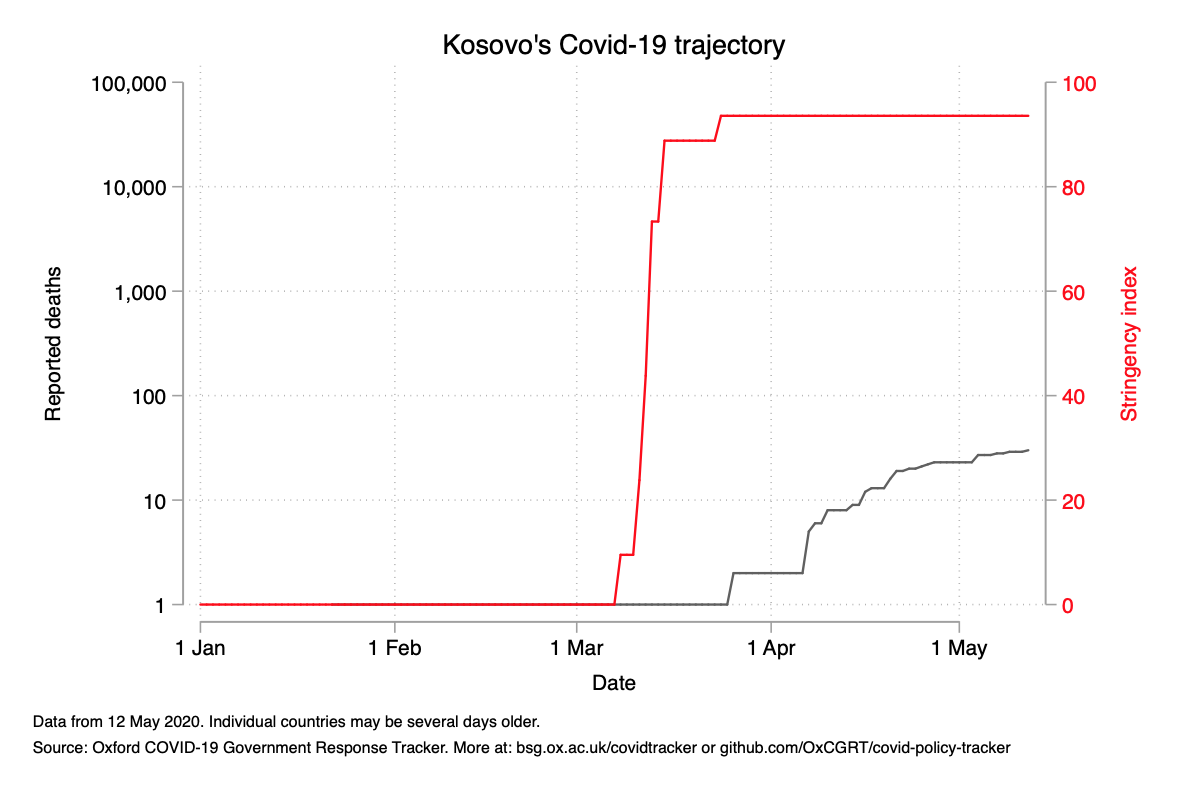 Kosovo's Covid-19 trajectory
100,000
10,000
1,000
100
10
1
Reported deaths
100
80
60
40
20
0
Stringency index
1 Jan
1 Feb
1 Mar
1 Apr
1 May
Date
Data from 12 May 2020. Individual countries may be several days older.
Source: Oxford COVID-19 Government Response Tracker. More at: bsg.ox.ac.uk/covidtracker or github.com/OxCGRT/covid-policy-tracker